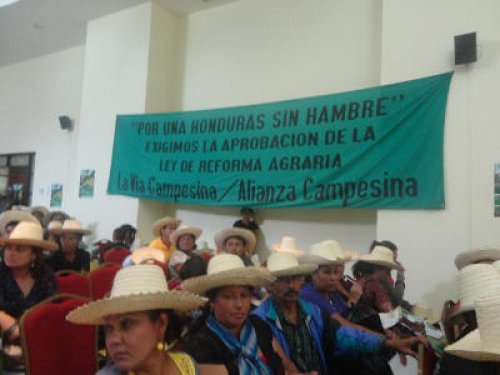 "POR UNA HONDURAS SIN HAMBRE"
EXIGIMOS LA APROBACION DE LA
LEY DE REFORMA AGRARIA
La Via Campesina / Alianza Campesina